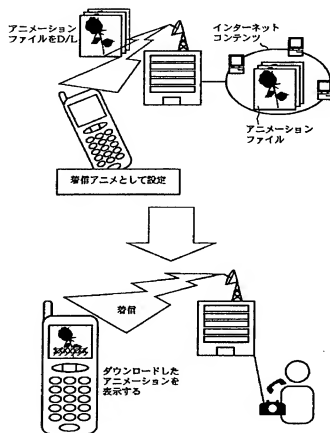 アニメーション
ファイルをD/L
インターネット
コンテンツ
アニメーション
ファイル
着信アニメとして設定
着信
ダウンロードした
アニメーションを
表示する